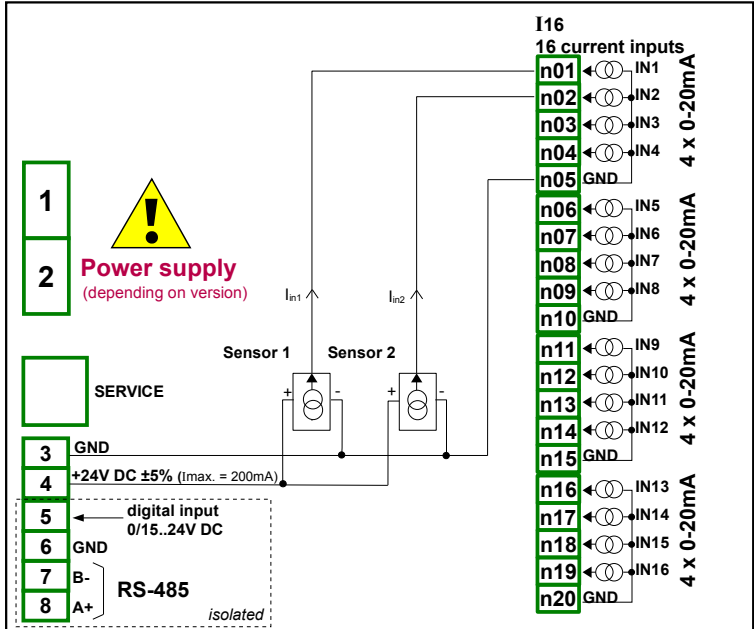 I16
16 current inputs
n01 IN1
n02 IN2
n03 IN3
n04 IN4
n05 GND
4 x 0-20mA
n06 IN5
n07 IN6
n08 IN7
n09 IN8
n10 GND
4 x 0-20mA
n11 IN9
n12 IN10
n13 IN11
n14 IN12
n15 GND
4 x 0-20mA
n16 IN13
n17 IN14
n18 IN15
n19 IN16
n20 GND
4 x 0-20mA
1
2
!
Power supply
(depending on version)
Iin1
Iin2
Sensor 1
Sensor 2
+ -
+ -
SERVICE
3 GND
4 +24V DC ±5% (Imax. = 200mA)
5 digital input
0/15..24V DC
6 GND
7 B-
8 A+
RS-485
isolated